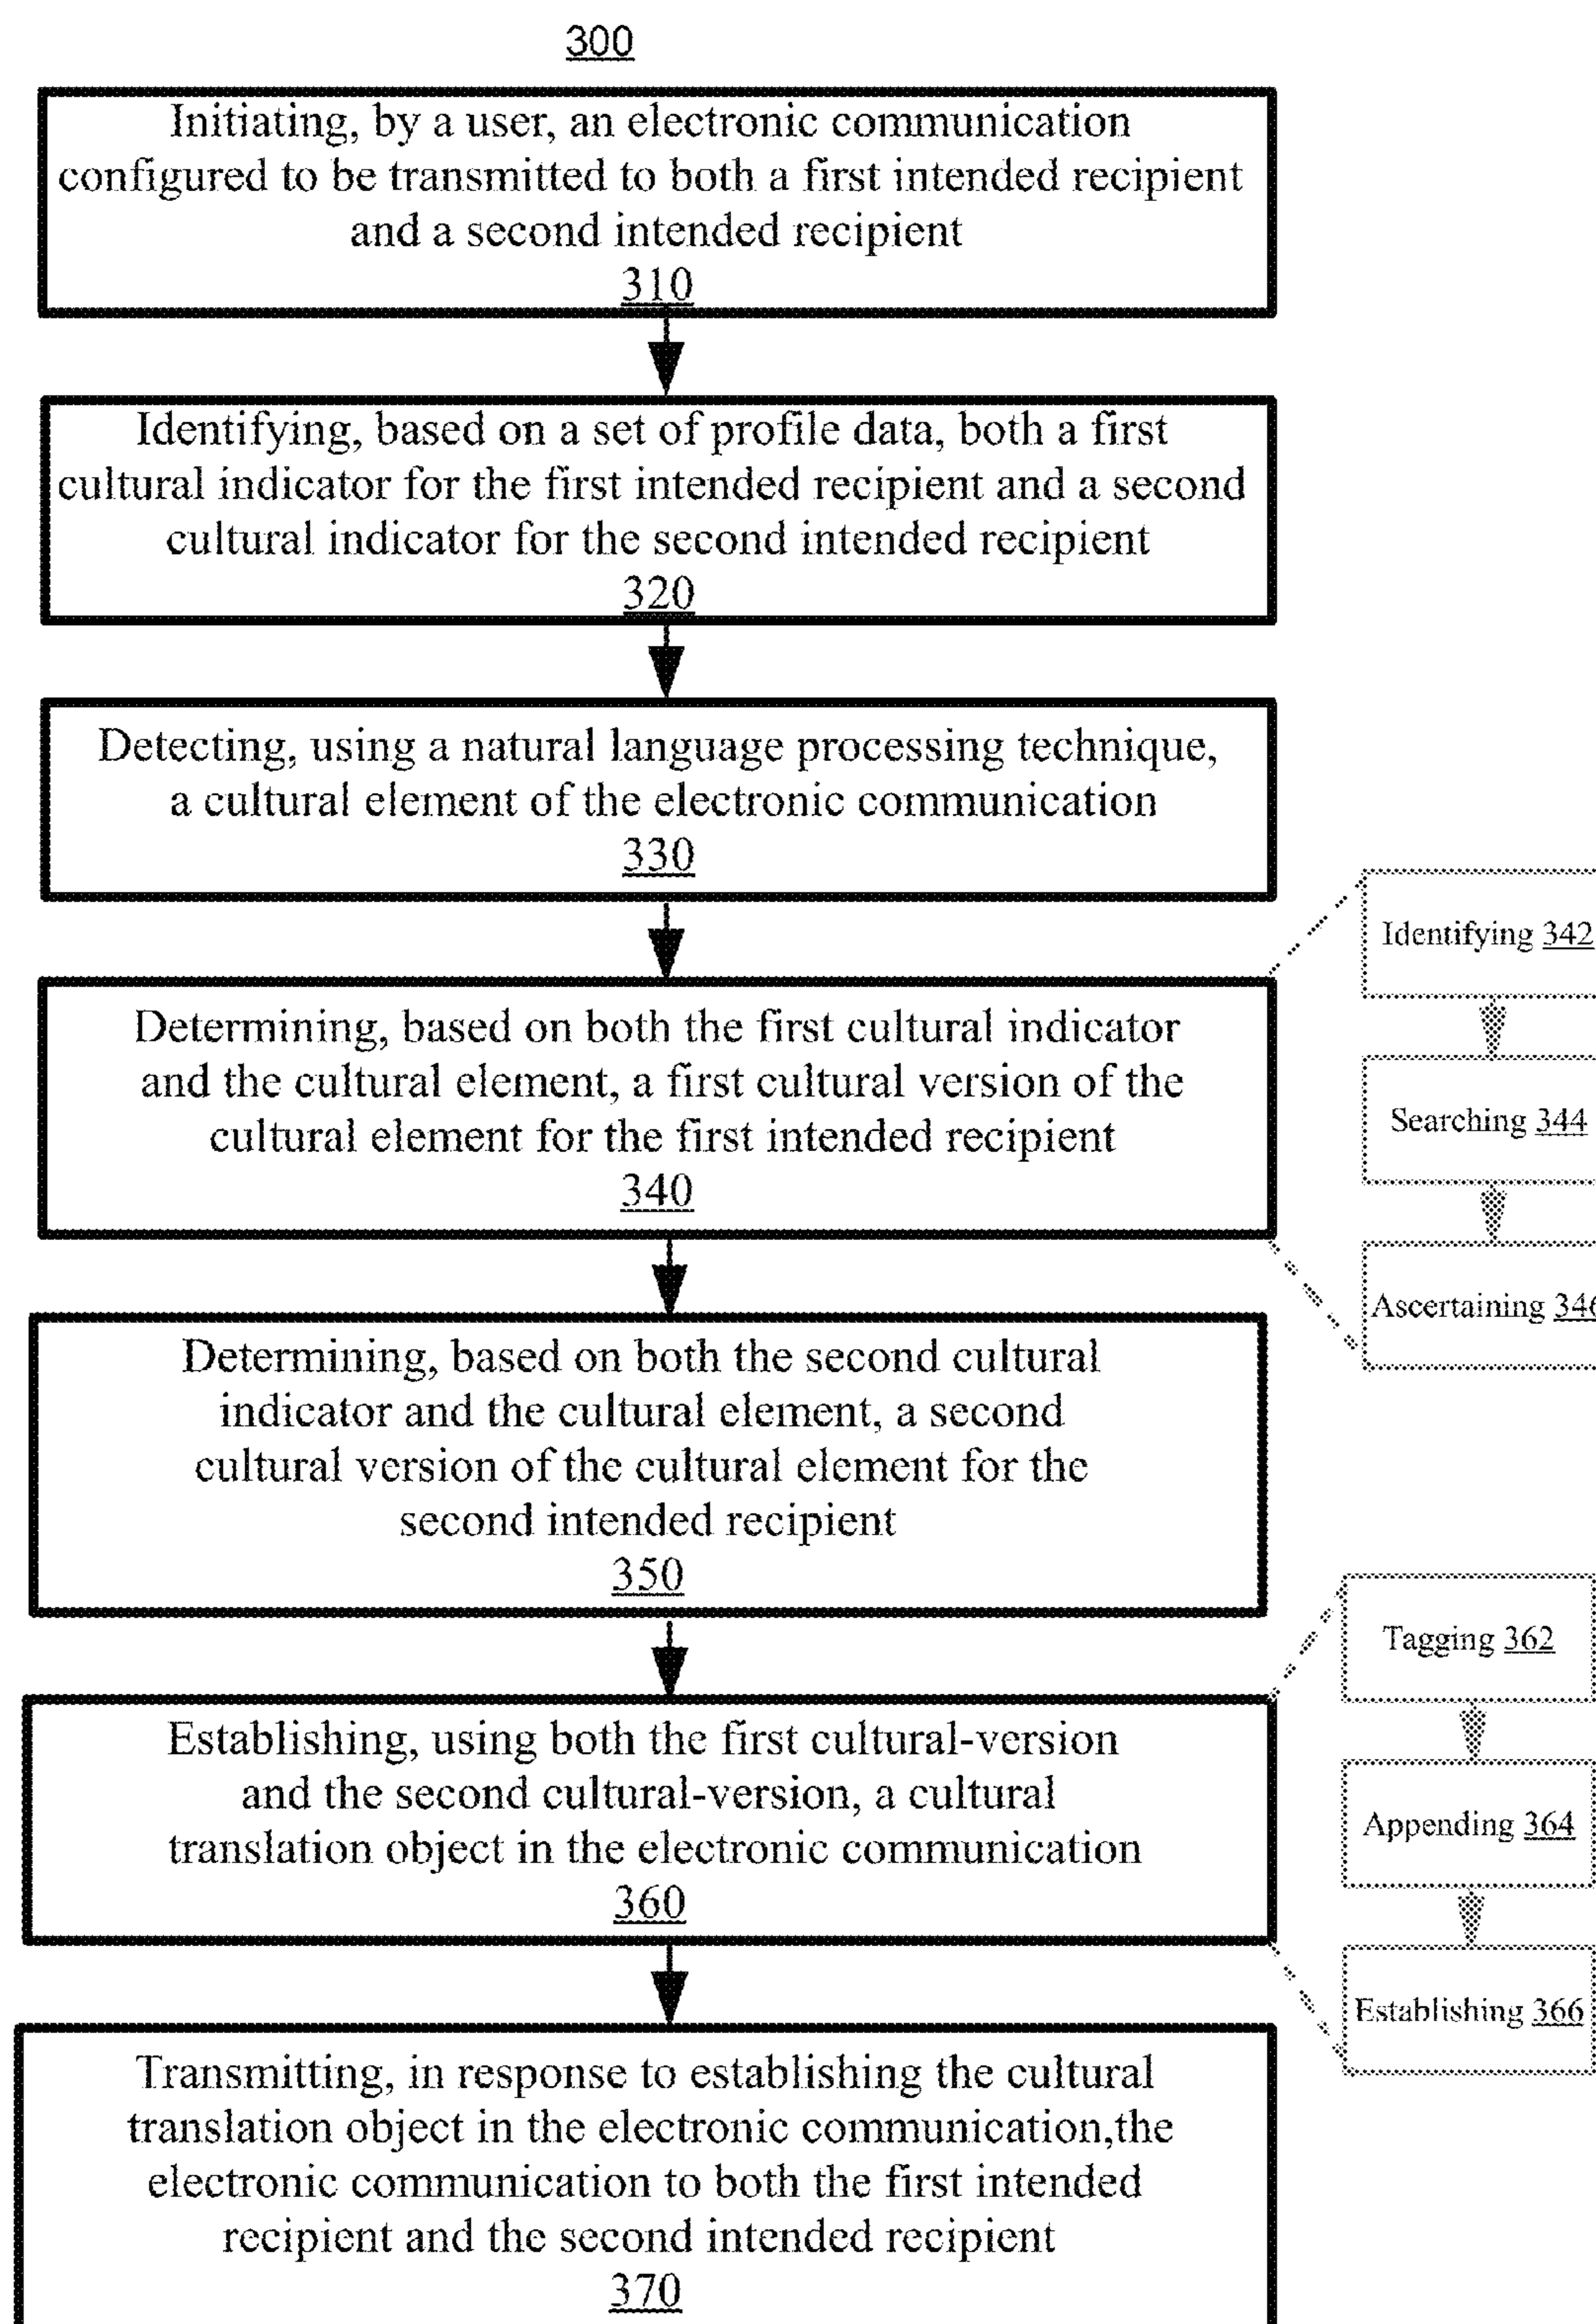 300
Initiating, by a user, an electronic communication
configured to be transmitted to both a first intended recipient
and a second intended recipient
310
Identifying, based on a set of profile data, both a first
cultural indicator for the first intended recipient and a second
cultural indicator for the second intended recipient
320
Detecting, using a natural language processing technique,
a cultural element of the electronic communication
330
Identifying 342
Determining, based on both the first cultural indicator
and the cultural element, a first cultural version of the
cultural element for the first intended recipient
340
Searching 344
Ascertaining 346
Determining, based on both the second cultural
indicator and the cultural element, a second
cultural version of the cultural element for the
second intended recipient
350
Tagging 362
Establishing, using both the first cultural-version
and the second cultural-version, a cultural
translation object in the electronic communication
360
Appending 364
Establishing 366
Transmitting, in response to establishing the cultural
translation object in the electronic communication,the
electronic communication to both the first intended
recipient and the second intended recipient
370